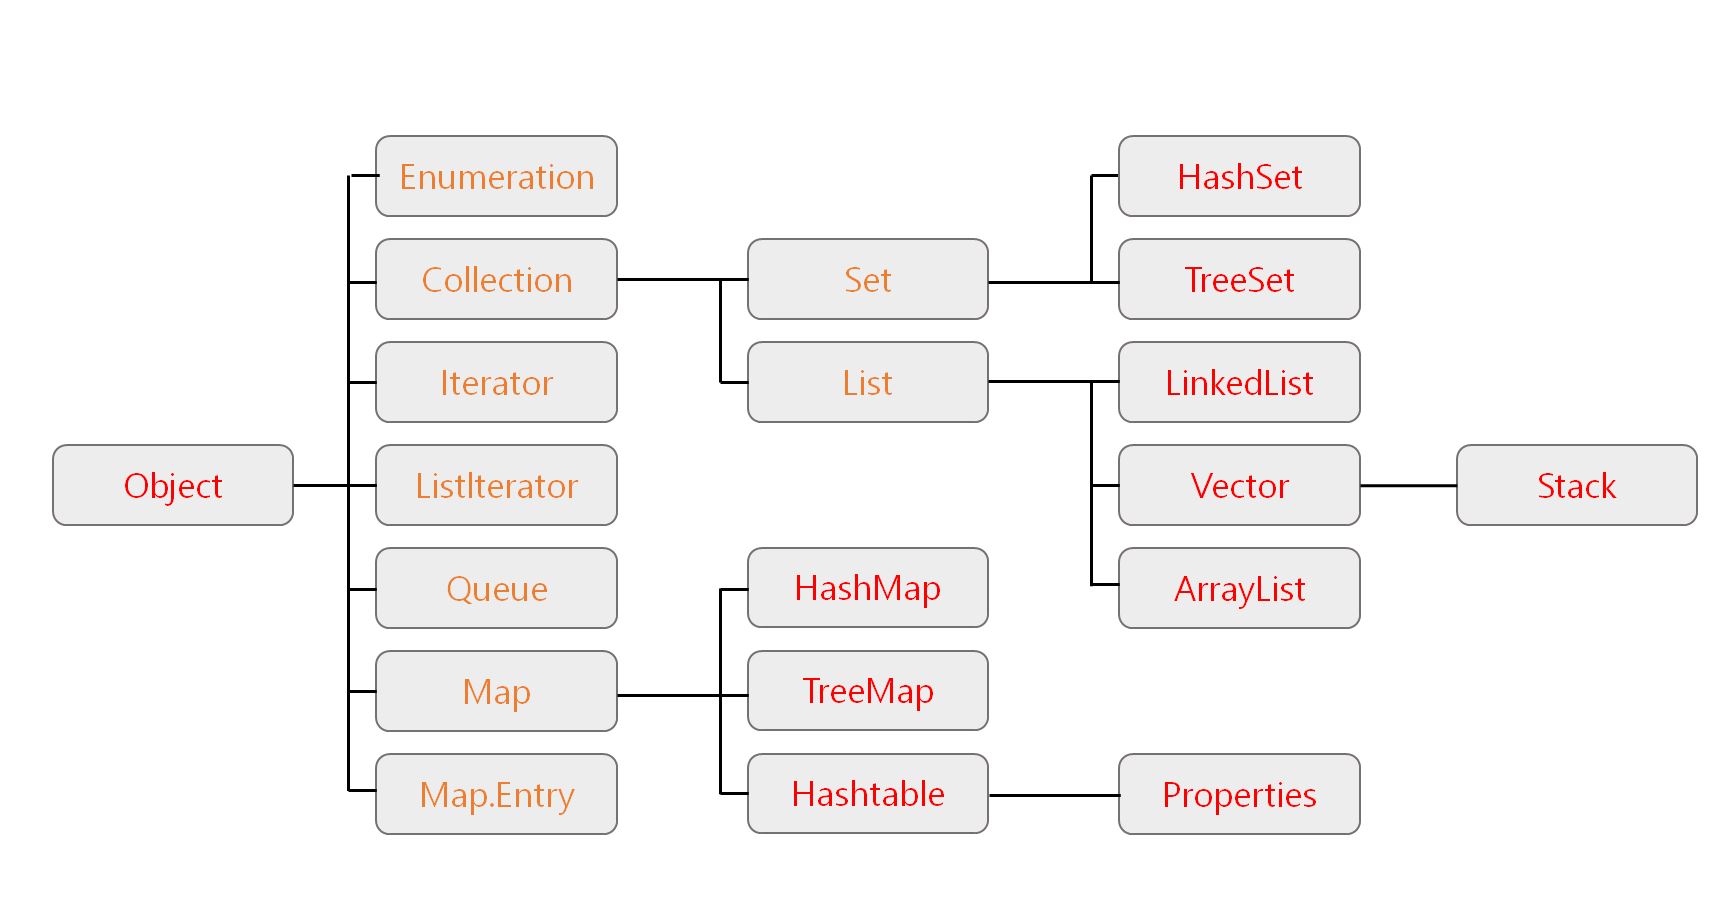 Enumeration
HashSet
Collection
Set
TreeSet
Iterator
List
LinkedList
Object
ListIterator
Vector
Stack
Queue
HashMap
ArrayList
Map
TreeMap
Map.Entry
Hashtable
Properties